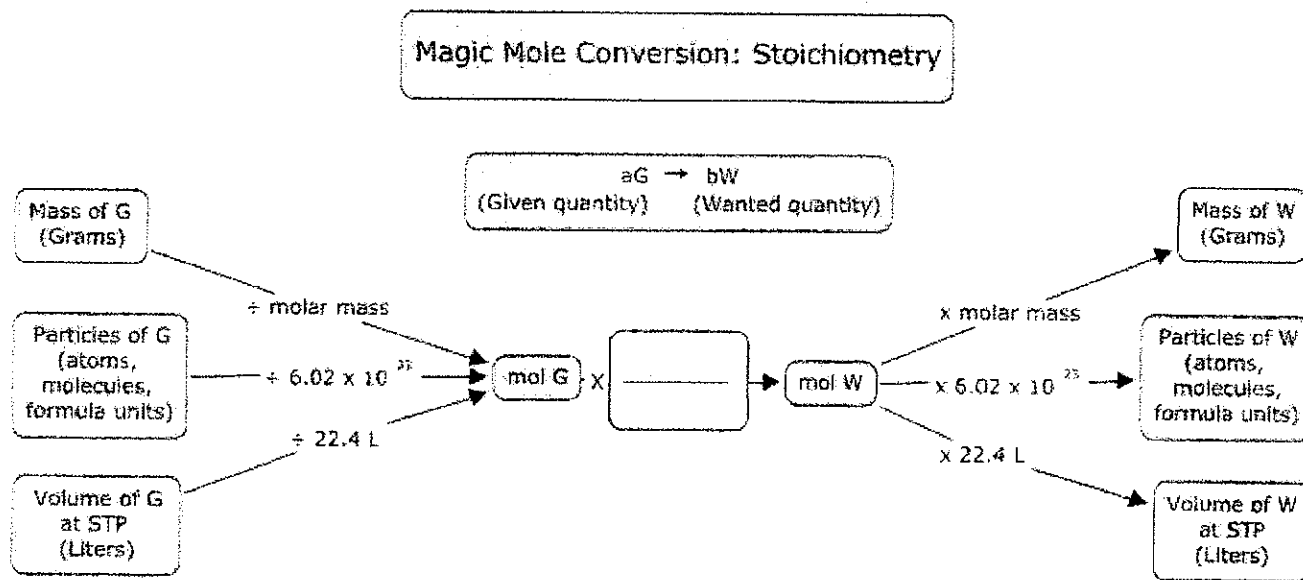 Magic Mole Conversion: Stoichiometry
aG → bW
(Given quantity) (Wanted quantity)
Mass of G
(Grams)
÷ molar mass
Particles of G
(atoms,
molecules,
formula units)
÷ 6.02 x 10
÷ 22.4 L
Volume of G
at STP
(Liters)
mol G
X
mol W
Mass of W
(Grams)
x molar mass
Particles of W
(atoms,
molecules,
formula units)
x 6.02 x 10 23
x 22.4 L
Volume of W
at STP
(Liters)